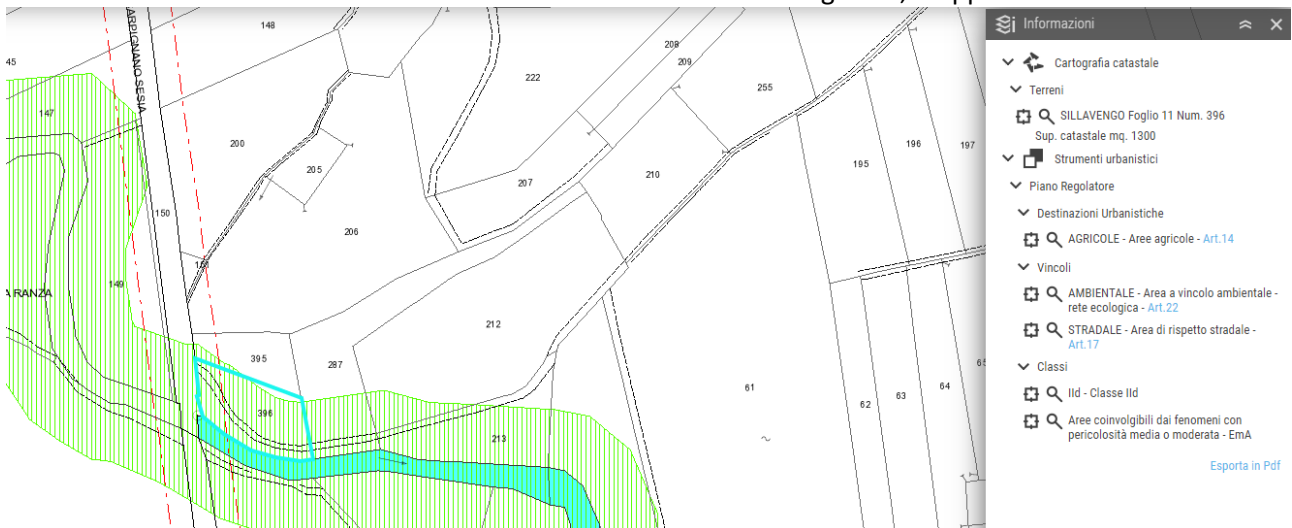 Informazioni
Cartografia catastale
Terreni
SILLAVENGO Foglio 11 Num. 396
Sup. catastale mq. 1300
Strumenti urbanistici
Piano Regolatore
Destinazioni Urbanistiche
AGRICOLE - Aree agricole - Art.14
Vincoli
AMBIENTALE - Area a vincolo ambientale -
rete ecologica - Art.22
STRADALE - Area di rispetto stradale -
Art.17
Classi
IId - Classe IId
Aree coinvolgibili dai fenomeni con
pericolosità media o moderata - EmA
Esporta in Pdf
ARPIGNANO SESIA
148
45
147
222
208
209
255
200
205
195
196
197
207
210
150
206
151
149
A RANZA
212
395
287
396
213
61
62
63
64